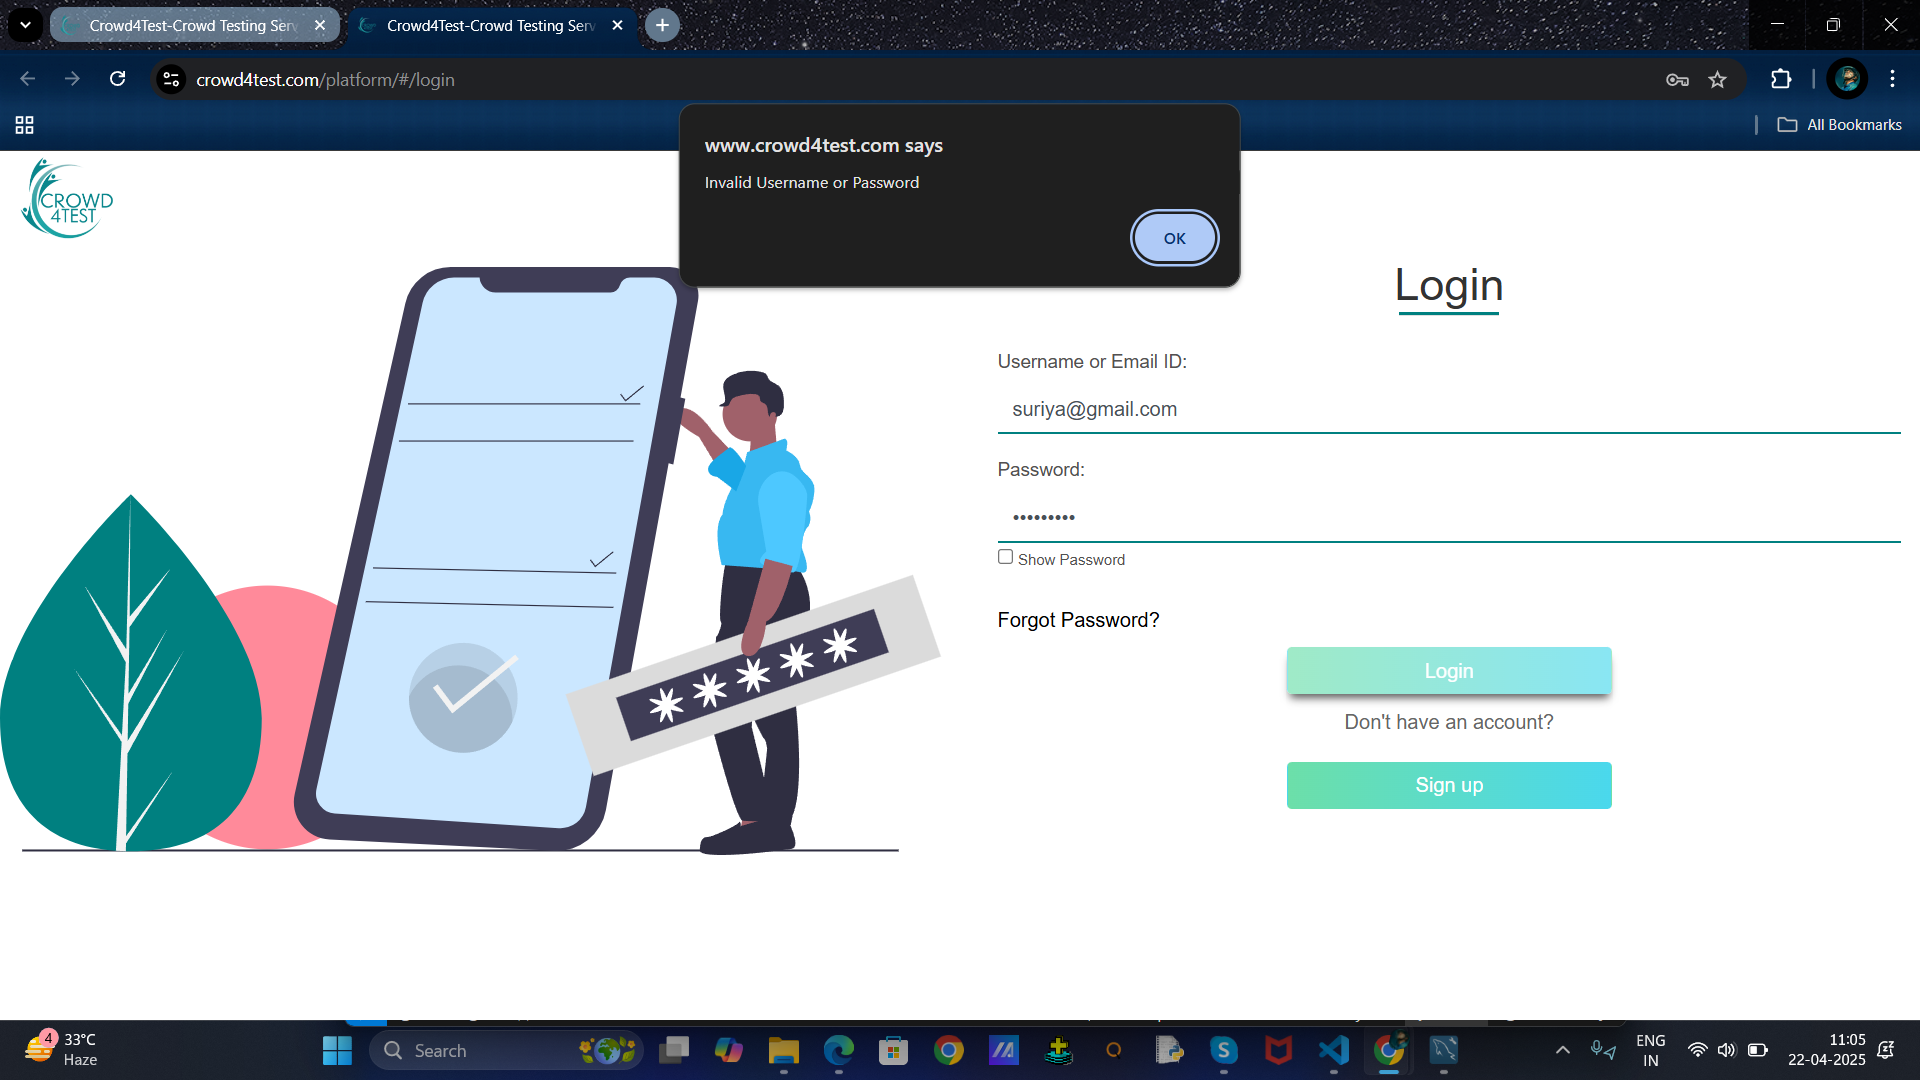 Crowd4Test-Crowd Testing Serv
Crowd4Test-Crowd Testing Serv
crowd4test.com/platform/#/login
All Bookmarks
www.crowd4test.com says
Invalid Username or Password
OK
CROWD
4TEST
Login
Username or Email ID:
suriya@gmail.com
Password:
•••••••••
Show Password
Forgot Password?
Login
Don't have an account?
Sign up
4
33°C
Haze
Search
ENG
IN
11:05
22-04-2025